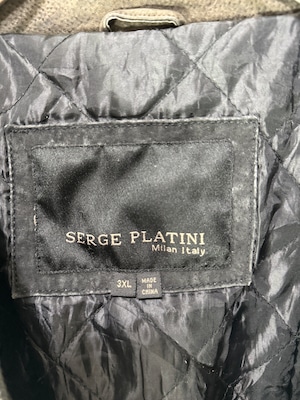 SERGE PLATINI
Milan Italy
3XL
MADE IN
CHINA